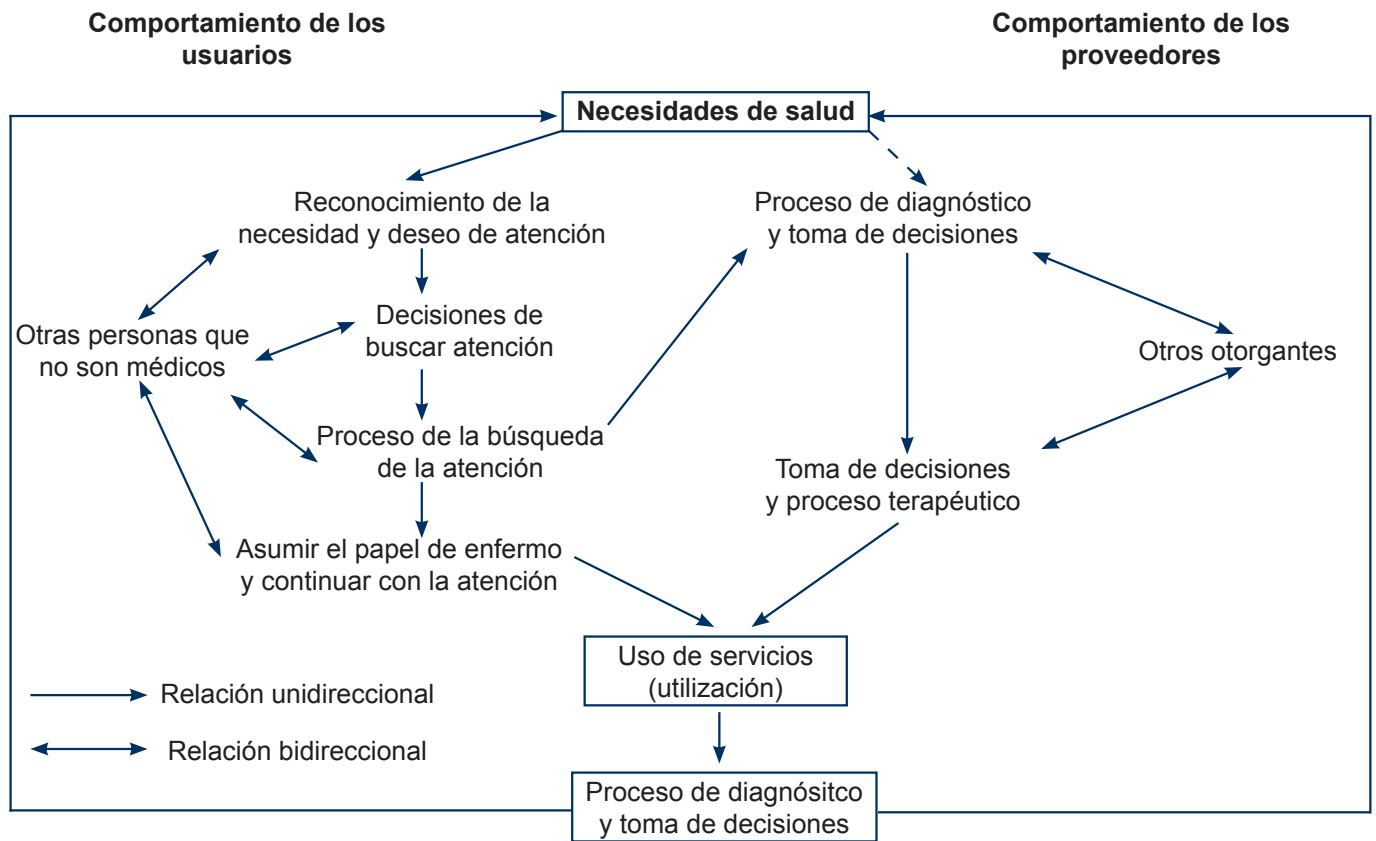 Comportamiento de los
usuarios
Comportamiento de los
proveedores
Necesidades de salud
Reconocimiento de la
necesidad y deseo de atención
Proceso de diagnóstico
y toma de decisiones
Otras personas que
no son médicos
Decisiones de
buscar atención
Otros otorgantes
Proceso de la búsqueda
de la atención
Toma de decisiones
y proceso terapéutico
Asumir el papel de enfermo
y continuar con la atención
Uso de servicios
(utilización)
Relación unidireccional
Relación bidireccional
Proceso de diagnósitco
y toma de decisiones